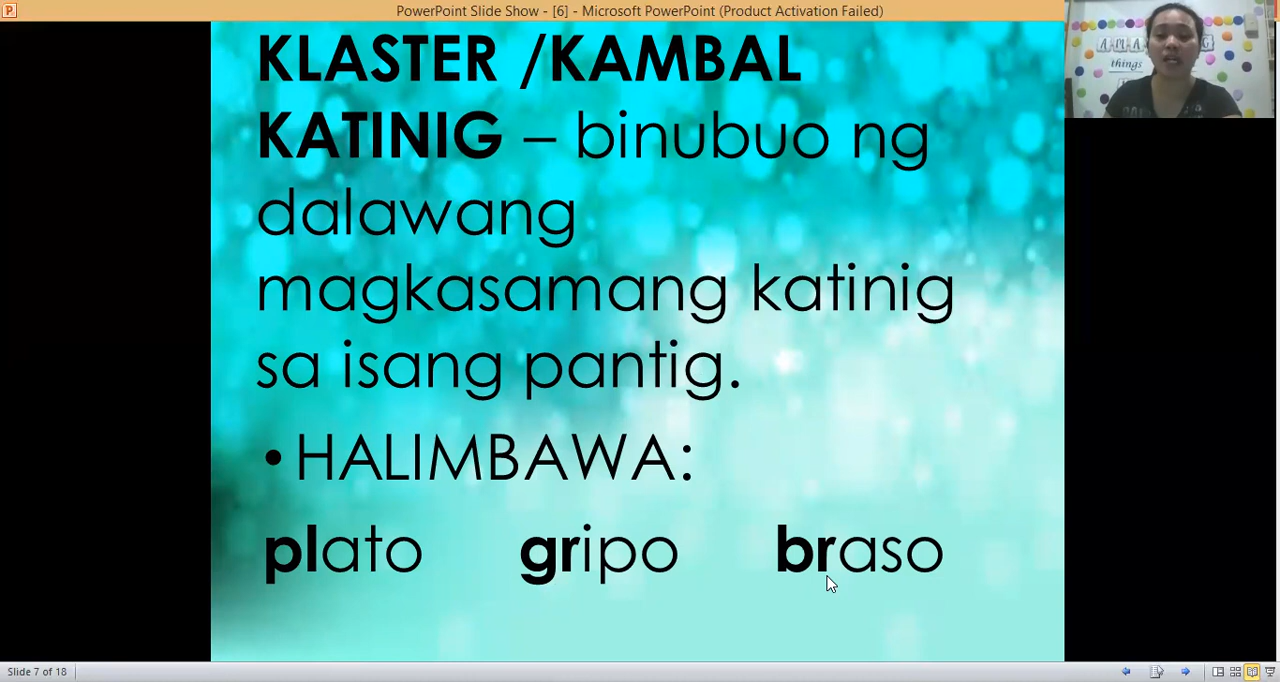 PowerPoint Slide Show - [6] - Microsoft PowerPoint (Product Activation Failed)
KLASTER /KAMBAL
KATINIG – binubuo ng
dalawang
magkasamang katinig
sa isang pantig.
• HALIMBAWA:
plato gripo braso
things
Slide 7 of 18